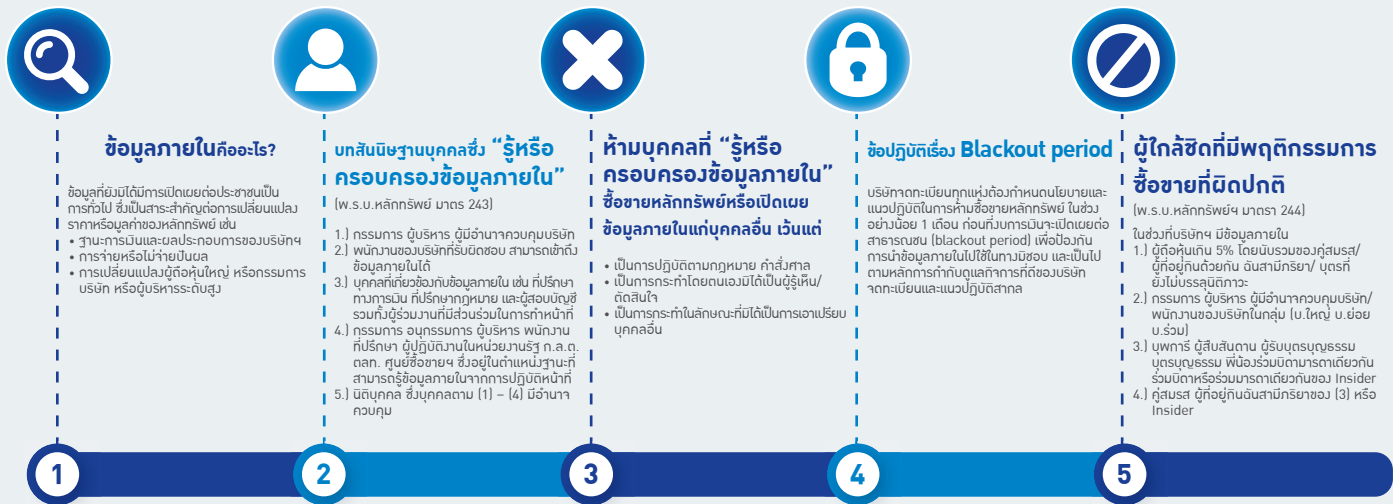 ข้อมูลภายในคืออะไร?
ข้อมูลที่ยังมิได้มีการเปิดเผยต่อประชาชนเป็น
การทั่วไป ซึ่งเป็นสาระสำคัญต่อการเปลี่ยนแปลง
ราคาหรือมูลค่าของหลักทรัพย์ เช่น
• ฐานะการเงินและผลประกอบการของบริษัทฯ
• การจ่ายหรือไม่จ่ายปันผล
• การเปลี่ยนแปลงผู้ถือหุ้นใหญ่ หรือกรรมการ
บริษัท หรือผู้บริหารระดับสูง
1
บทสันนิษฐานบุคคลซึ่ง “รู้หรือ
ครอบครองข้อมูลภายใน”
(พ.ร.บ.หลักทรัพย์ มาตร 243)
1.) กรรมการ ผู้บริหาร ผู้มีอำนาจควบคุมบริษัท
2.) พนักงานของบริษัทที่รับผิดชอบ สามารถเข้าถึง
ข้อมูลภายในได้
3.) บุคคลที่เกี่ยวข้องกับข้อมูลภายใน เช่น ที่ปรึกษา
ทางการเงิน ที่ปรึกษากฎหมาย และผู้สอบบัญชี
รวมทั้งผู้ร่วมงานที่มีส่วนร่วมในการทำหน้าที่
4.) กรรมการ อนุกรรมการ ผู้บริหาร พนักงาน
ที่ปรึกษา ผู้ปฏิบัติงานในหน่วยงานรัฐ ก.ล.ต.
ตลท. ศูนย์ซื้อขายฯ ซึ่งอยู่ในตำแหน่งฐานะที่
สามารถรู้ข้อมูลภายในจากการปฏิบัติหน้าที่
5.) นิติบุคคล ซึ่งบุคคลตาม (1) – (4) มีอำนาจ
ควบคุม
2
ห้ามบุคคลที่ “รู้หรือ
ครอบครองข้อมูลภายใน”
ซื้อขายหลักทรัพย์หรือเปิดเผย
ข้อมูลภายในแก่บุคคลอื่น เว้นแต่
• เป็นการปฏิบัติตามกฎหมาย คำสั่งศาล
• เป็นการกระทำโดยตนเองมิได้เป็นผู้รู้เห็น/
ตัดสินใจ
• เป็นการกระทำในลักษณะที่มิได้เป็นการเอาเปรียบ
บุคคลอื่น
3
ข้อปฏิบัติเรื่อง Blackout period
บริษัทจดทะเบียนทุกแห่งต้องกำหนดนโยบายและ
แนวปฏิบัติในการห้ามซื้อขายหลักทรัพย์ ในช่วง
อย่างน้อย 1 เดือน ก่อนที่งบการเงินจะเปิดเผยต่อ
สาธารณชน (blackout period) เพื่อป้องกัน
การนำข้อมูลภายในไปใช้ในทางมิชอบ และเป็นไป
ตามหลักการกำกับดูแลกิจการที่ดีของบริษัท
จดทะเบียนและแนวปฏิบัติสากล
4
ผู้ใกล้ชิดที่มีพฤติกรรมการ
ซื้อขายที่ผิดปกติ
(พ.ร.บ.หลักทรัพย์ฯ มาตรา 244)
ในช่วงที่บริษัทฯ มีข้อมูลภายใน
1.) ผู้ถือหุ้นเกิน 5% โดยนับรวมของคู่สมรส/
ผู้ที่อยู่กินด้วยกัน ฉันสามีภริยา/ บุตรที่
ยังไม่บรรลุนิติภาวะ
2.) กรรมการ ผู้บริหาร ผู้มีอำนาจควบคุมบริษัท/
พนักงานของบริษัทในกลุ่ม (บ.ใหญ่ บ.ย่อย
บ.ร่วม)
3.) บุพการี ผู้สืบสันดาน ผู้รับบุตรบุญธรรม
บุตรบุญธรรม พี่น้องร่วมบิดามารดาเดียวกัน
ร่วมบิดาหรือร่วมมารดาเดียวกันของ Insider
4.) คู่สมรส ผู้ที่อยู่กินฉันสามีภริยาของ (3) หรือ
Insider
5